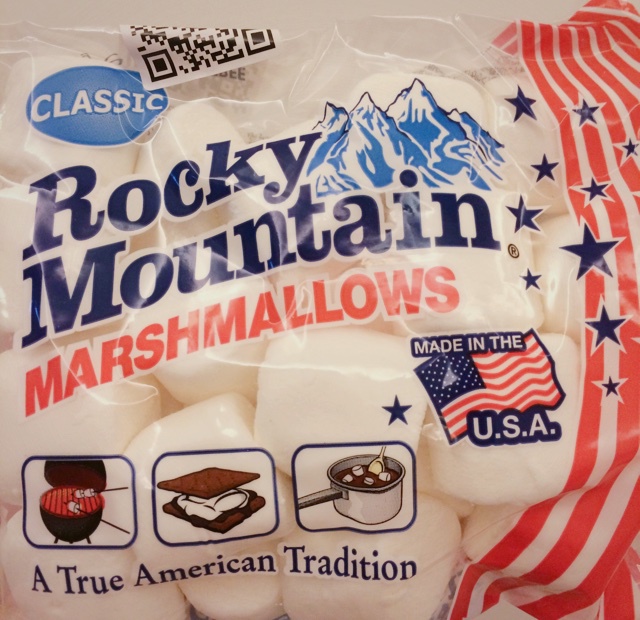 CLASSIC
Rocky
Mountain®
MARSHMALLOWS
MADE IN THE
U.S.A.
A True American Tradition